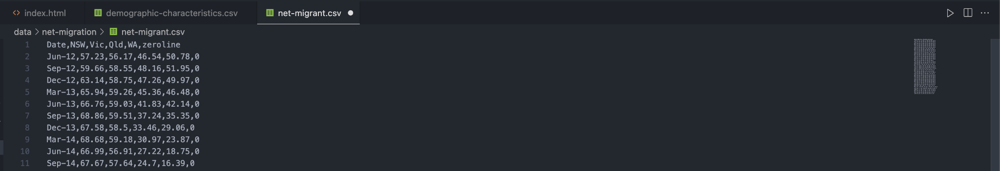 index.html demographic-characteristics.csv net-migrant.csv
data > net-migration > net-migrant.csv
1 Date,NSW,Vic,Qld,WA,zeroline
2 Jun-12,57.23,56.17,46.54,50.78,0
3 Sep-12,59.66,58.55,48.16,51.95,0
4 Dec-12,63.14,58.75,47.26,49.97,0
5 Mar-13,65.94,59.26,45.36,46.48,0
6 Jun-13,66.76,59.03,41.83,42.14,0
7 Sep-13,68.86,59.51,37.24,35.35,0
8 Dec-13,67.58,58.5,33.46,29.06,0
9 Mar-14,68.68,59.18,30.97,23.87,0
10 Jun-14,66.99,56.91,27.22,18.75,0
11 Sep-14,67.67,57.64,24.7,16.39,0